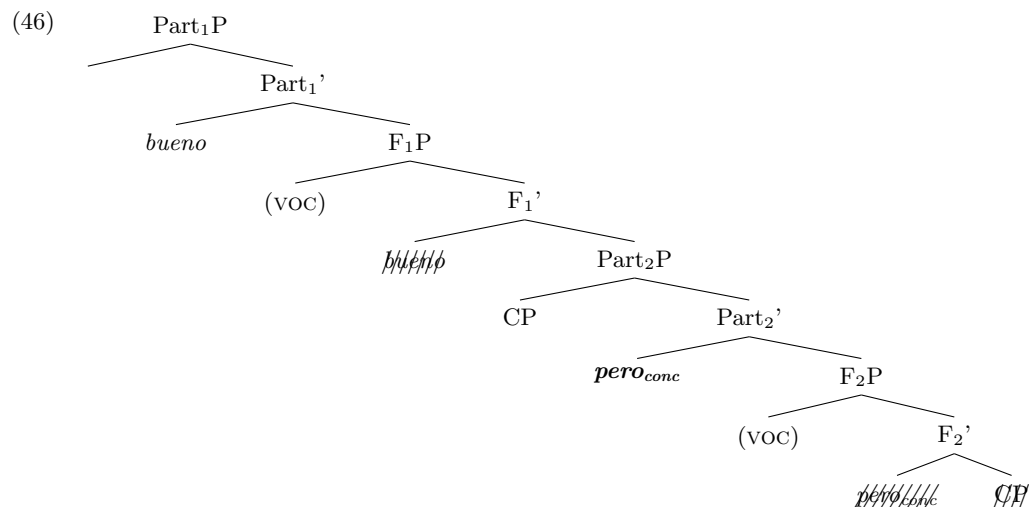 (46) Part₁P
Part₁’
bueno F₁P
(VOC) F₁’
bueno Part₂P
CP Part₂’
pero_conc F₂P
(VOC) F₂’
pero_conc CP